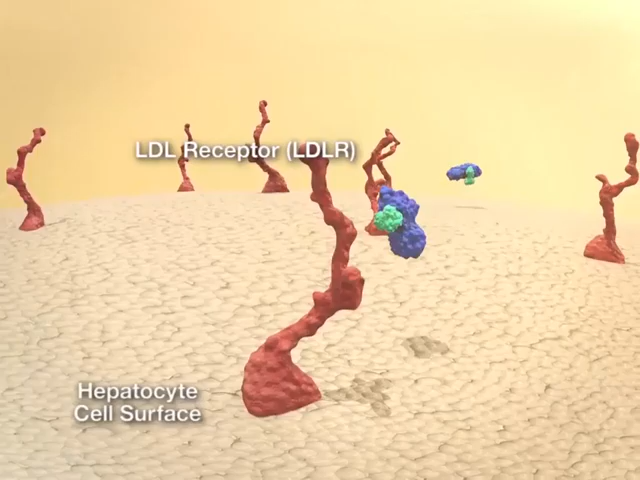 LDL Receptor (LDLR)
Hepatocyte
Cell Surface